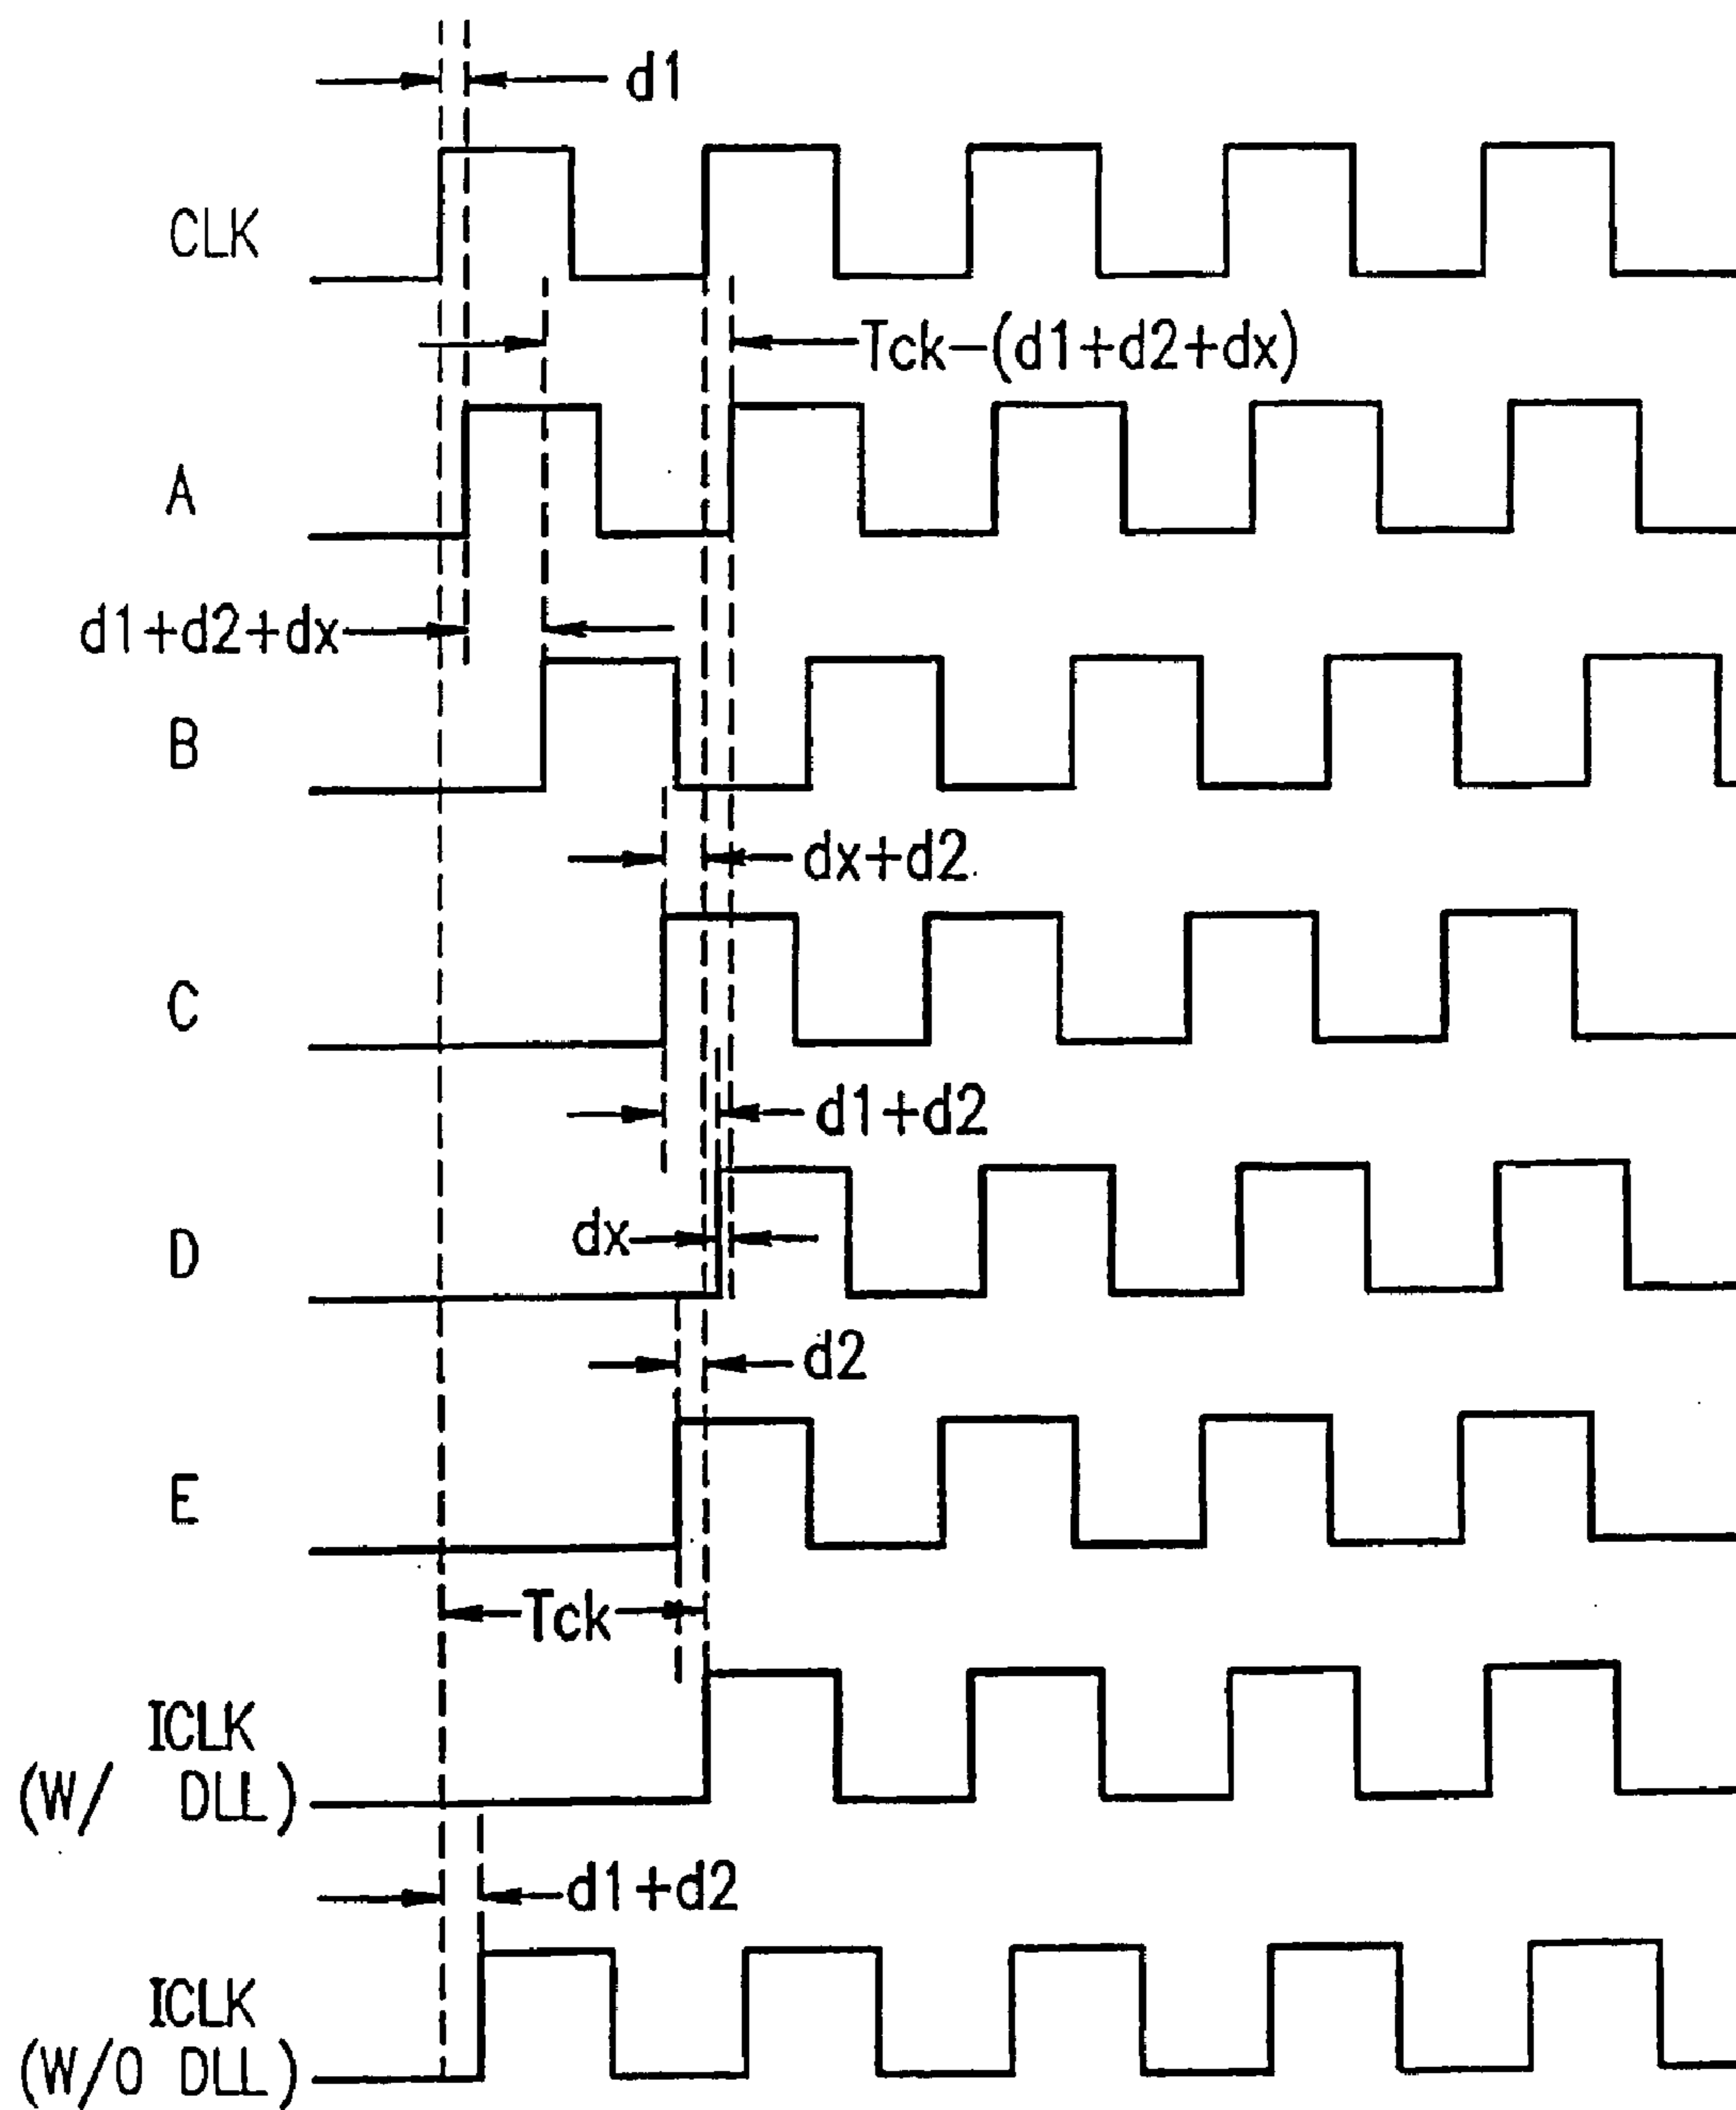 d1
CLK
Tck-(d1+d2+dx)
A
d1+d2+dx
B
dx+d2
C
d1+d2
dx
D
d2
E
Tck
ICLK
(W/ DLL)
d1+d2
ICLK
(W/O DLL)